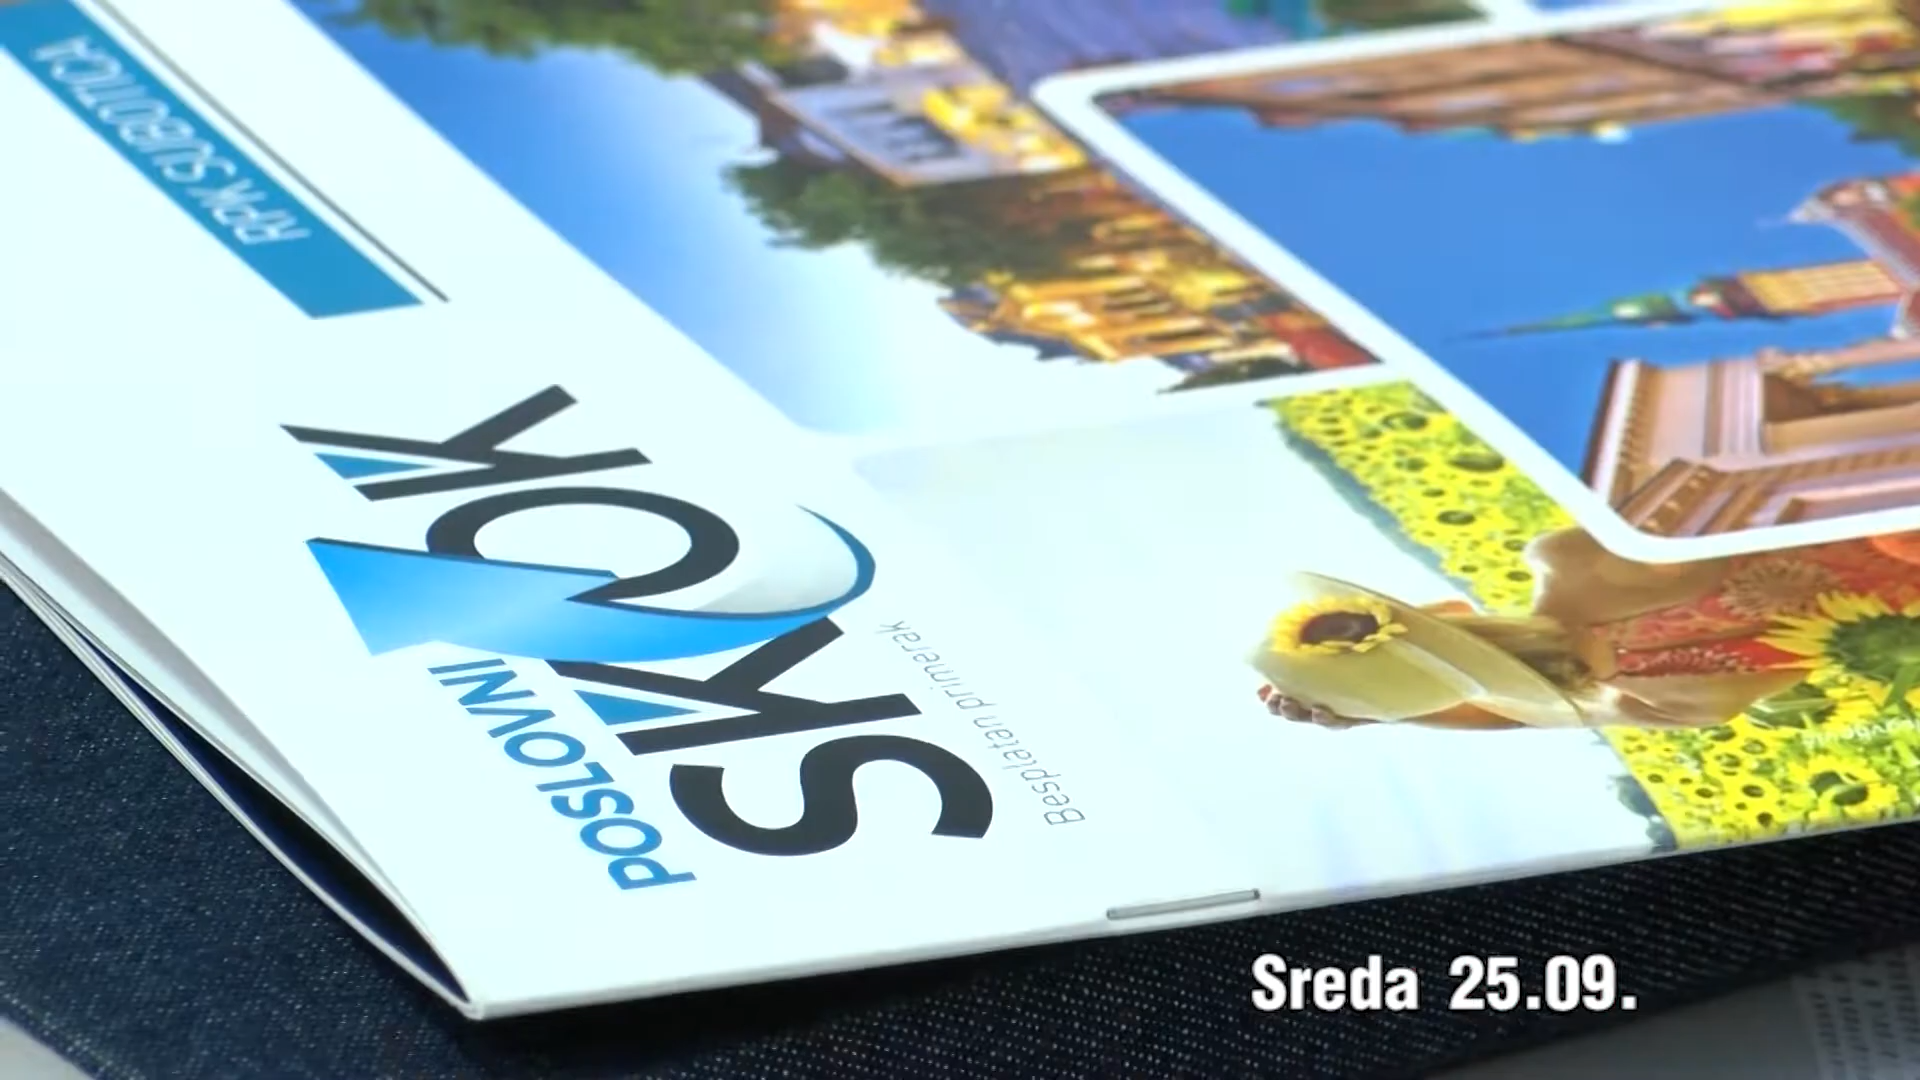 RPK SUBOTICA
POSLOVNI
SKOK
Besplatan primerak
Sreda 25.09.